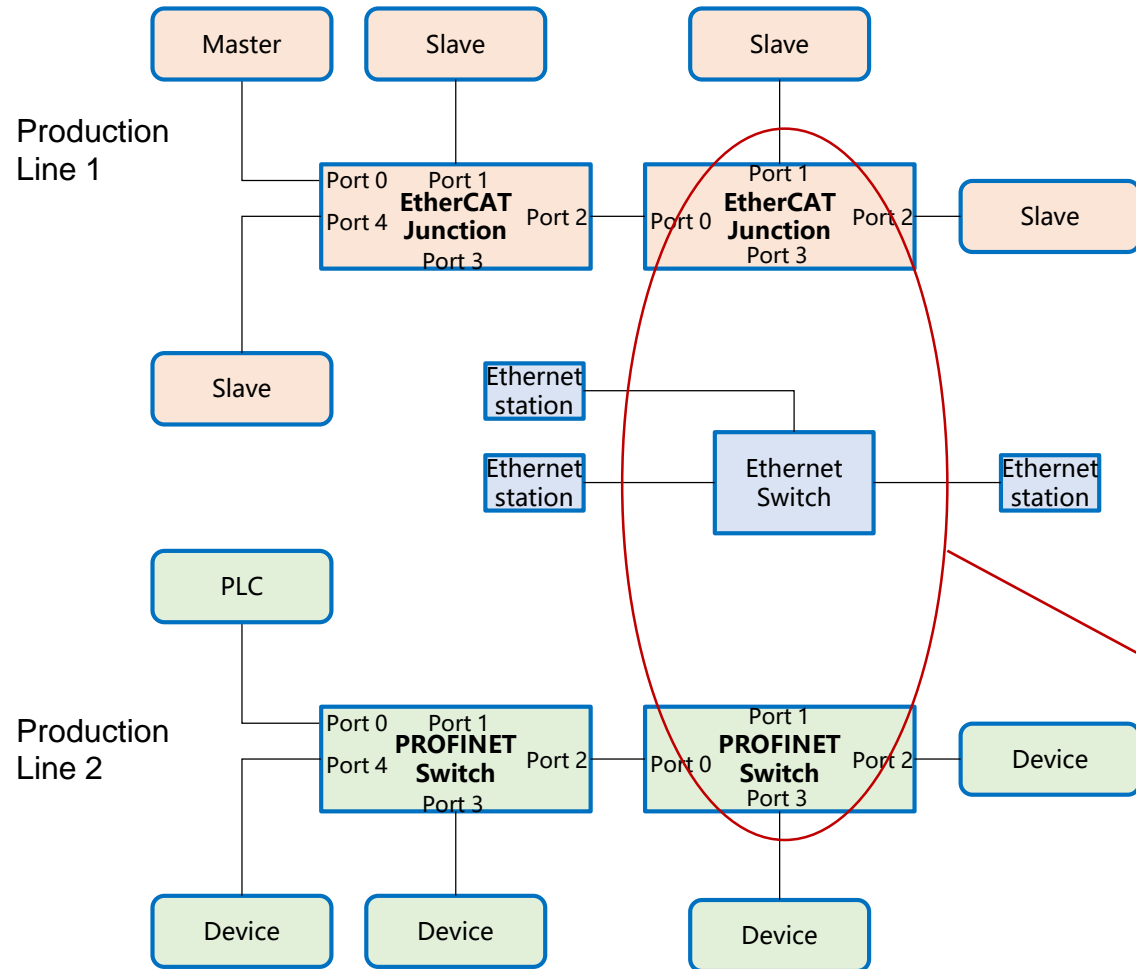 Master
Slave
Slave
Production
Line 1
Port 0
Port 1
EtherCAT
Junction
Port 4
Port 2
Port 3
Port 1
EtherCAT
Junction
Port 0
Port 2
Port 3
Slave
Slave
Ethernet
station
Ethernet
station
Ethernet
Switch
Ethernet
station
PLC
Production
Line 2
Port 0
Port 1
PROFINET
Switch
Port 4
Port 2
Port 3
Port 1
PROFINET
Switch
Port 0
Port 2
Port 3
Device
Device
Device
Device